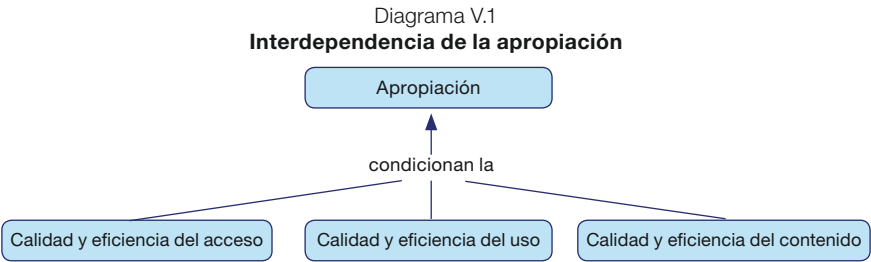 Diagrama V.1
Interdependencia de la apropiación
Apropiación
condicionan la
Calidad y eficiencia del acceso
Calidad y eficiencia del uso
Calidad y eficiencia del contenido